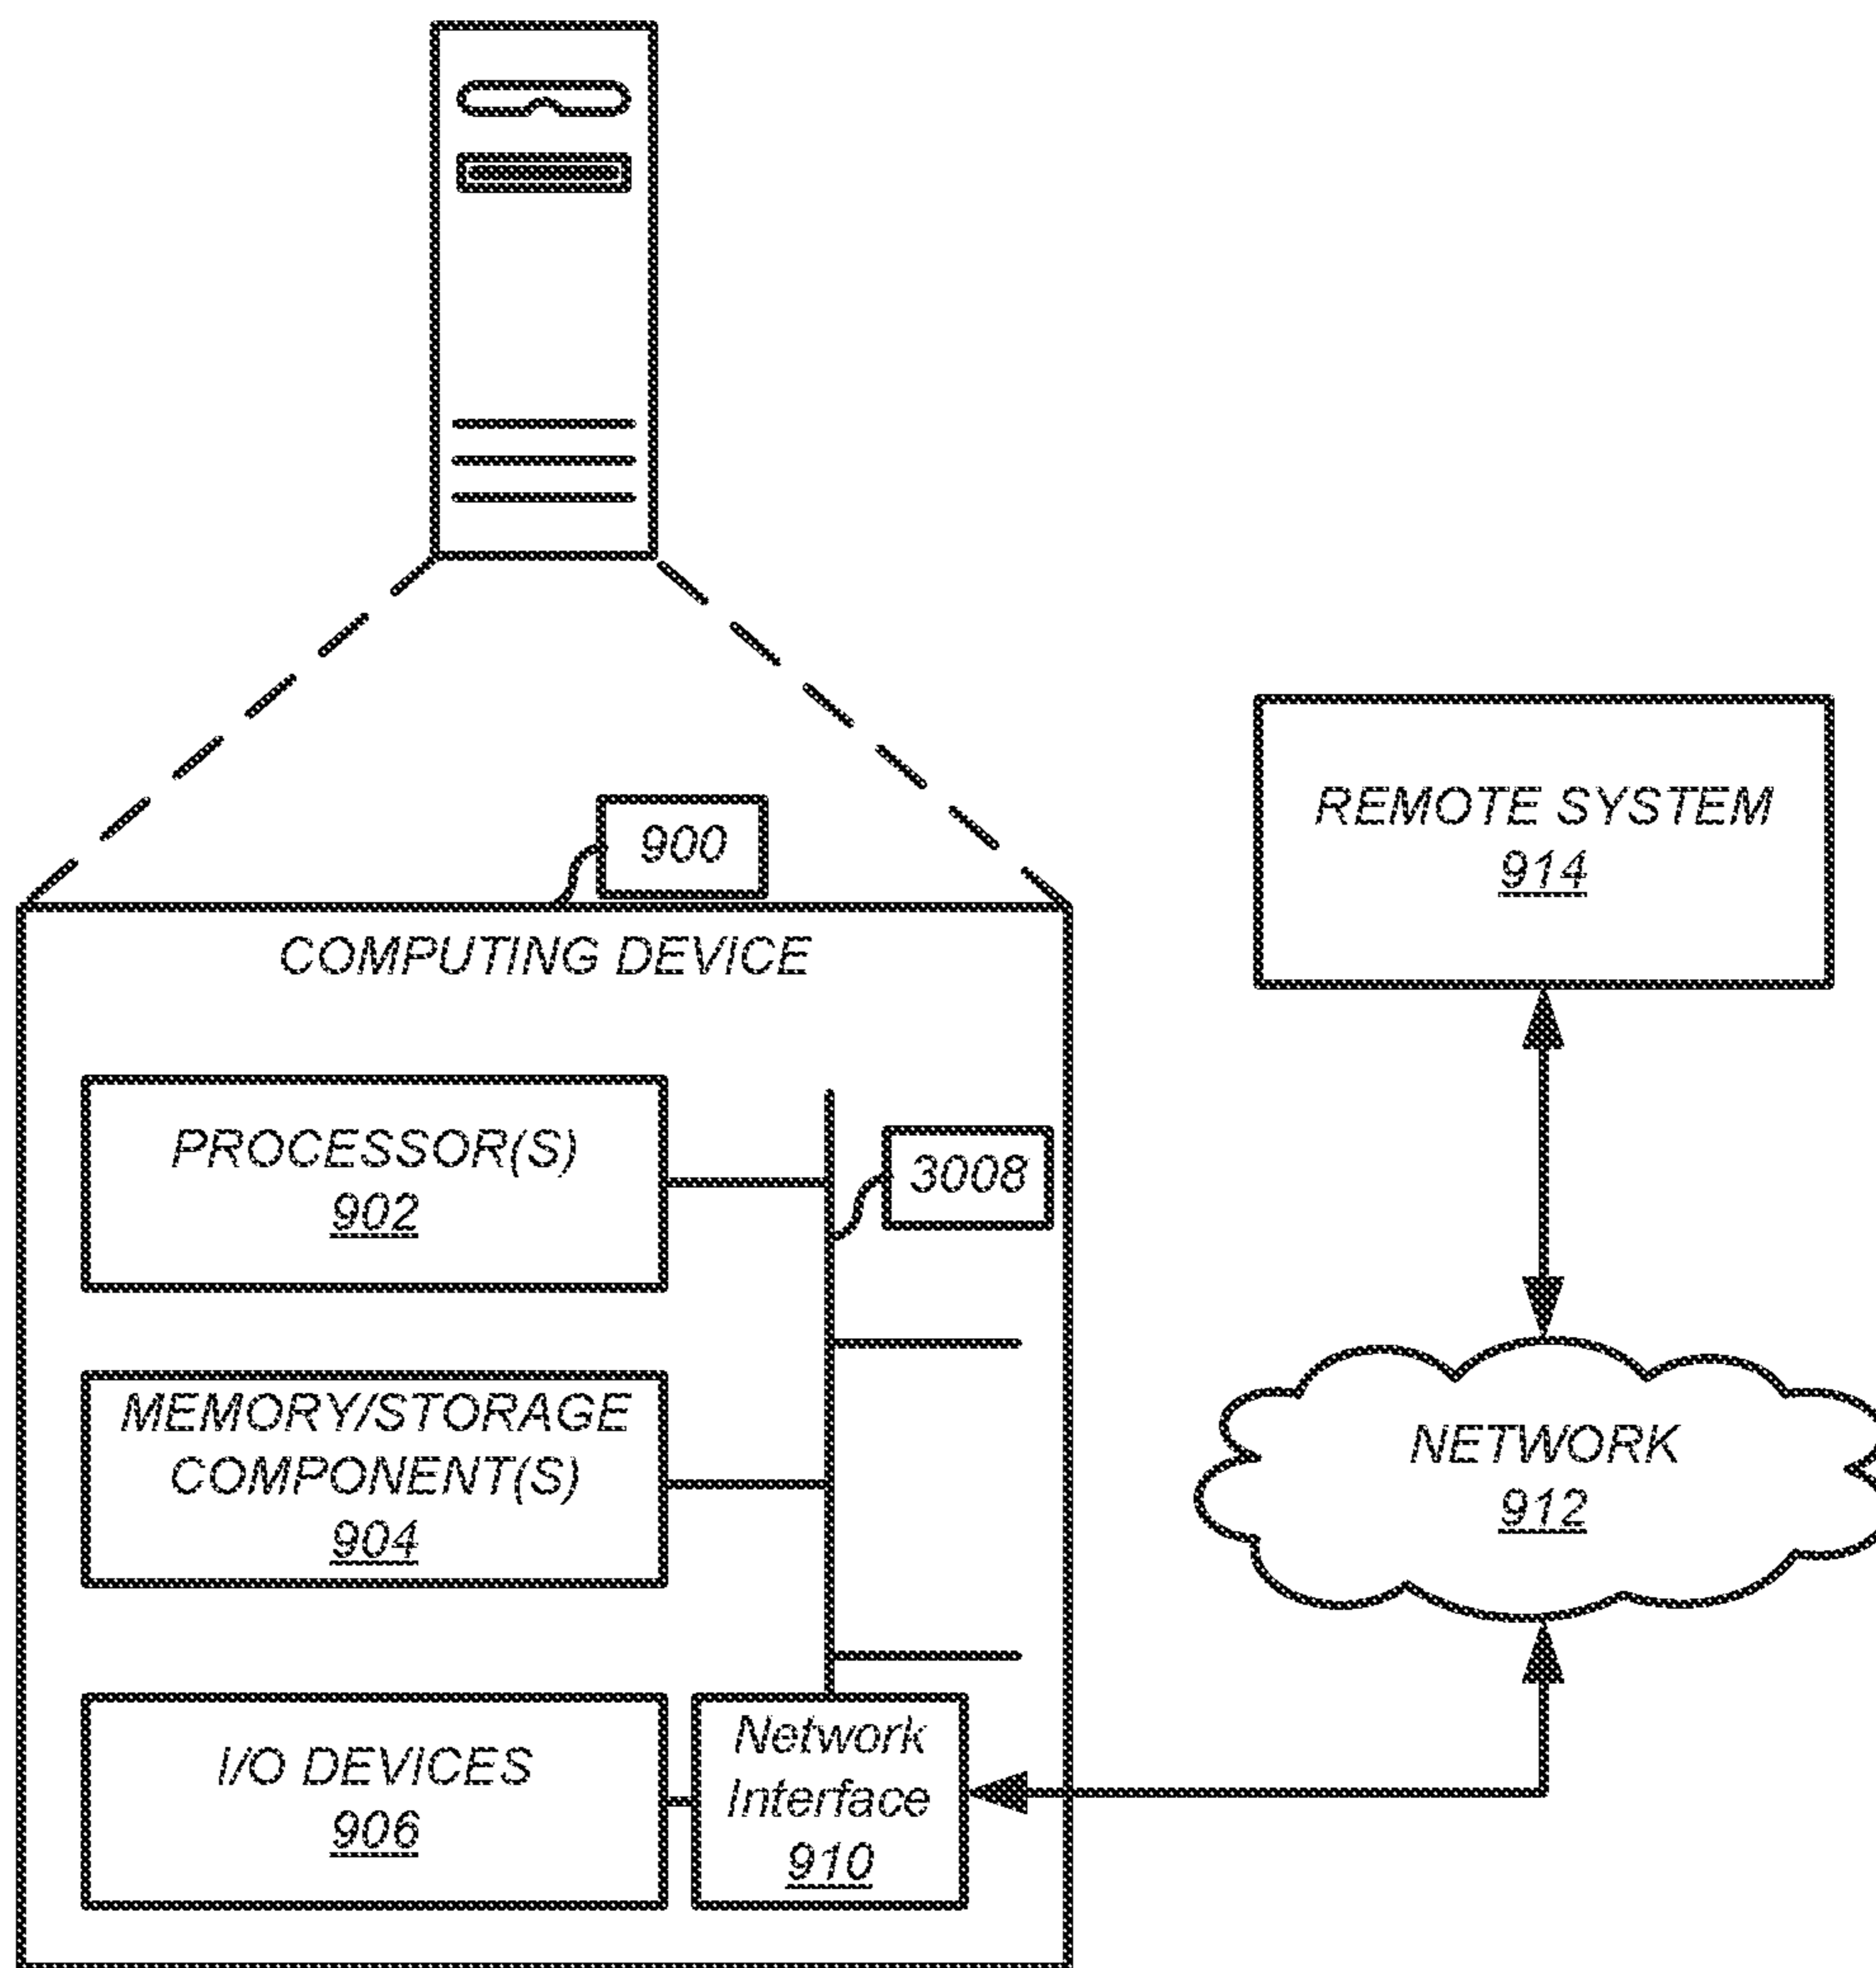 900
COMPUTING DEVICE
PROCESSOR(S)
902
3008
MEMORY/STORAGE
COMPONENT(S)
904
I/O DEVICES
906
Network
Interface
910
REMOTE SYSTEM
914
NETWORK
912